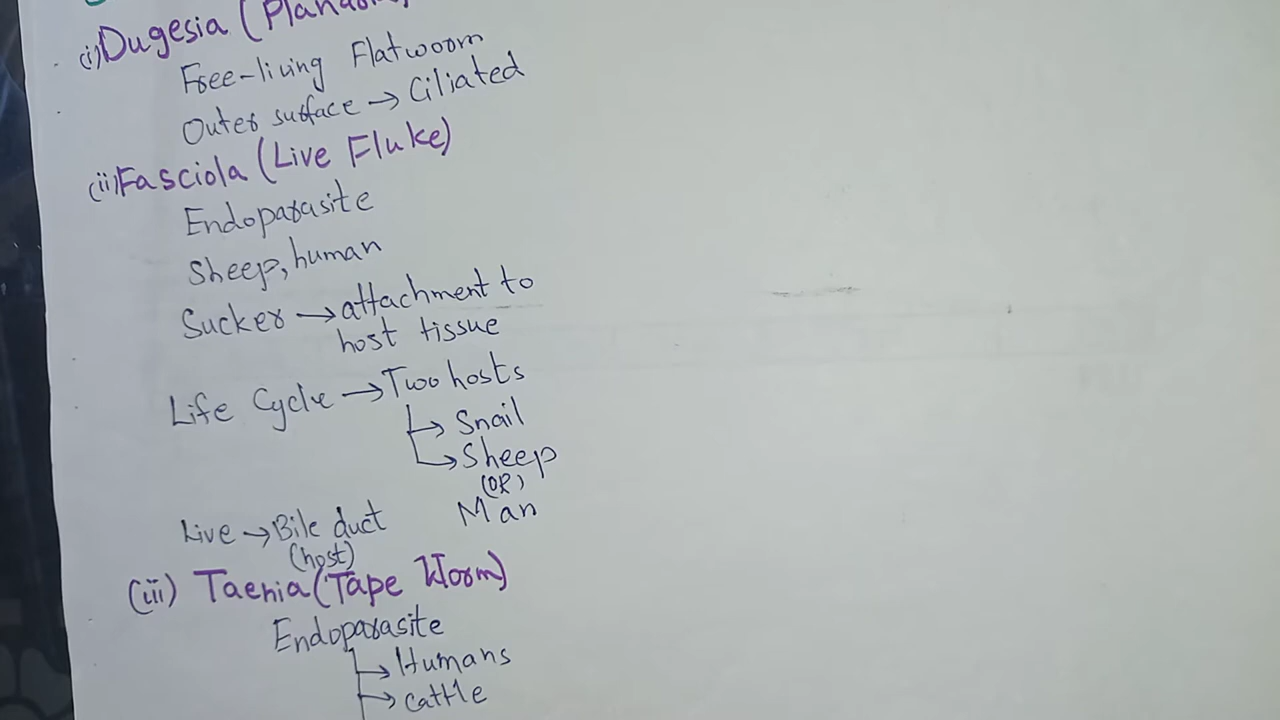 (i) Dugesia (
Free-living Flatworm
Outer surface → Ciliated
(ii) Fasciola (Live Fluke)
Endoparasite
Sheep, human
Sucker → attachment to
host tissue
Life Cycle → Two hosts
→ Snail
→ Sheep
(OR)
Man
Live → Bile duct
(host)
(iii) Taenia (Tape Worm)
Endoparasite
→ Humans
→ cattle